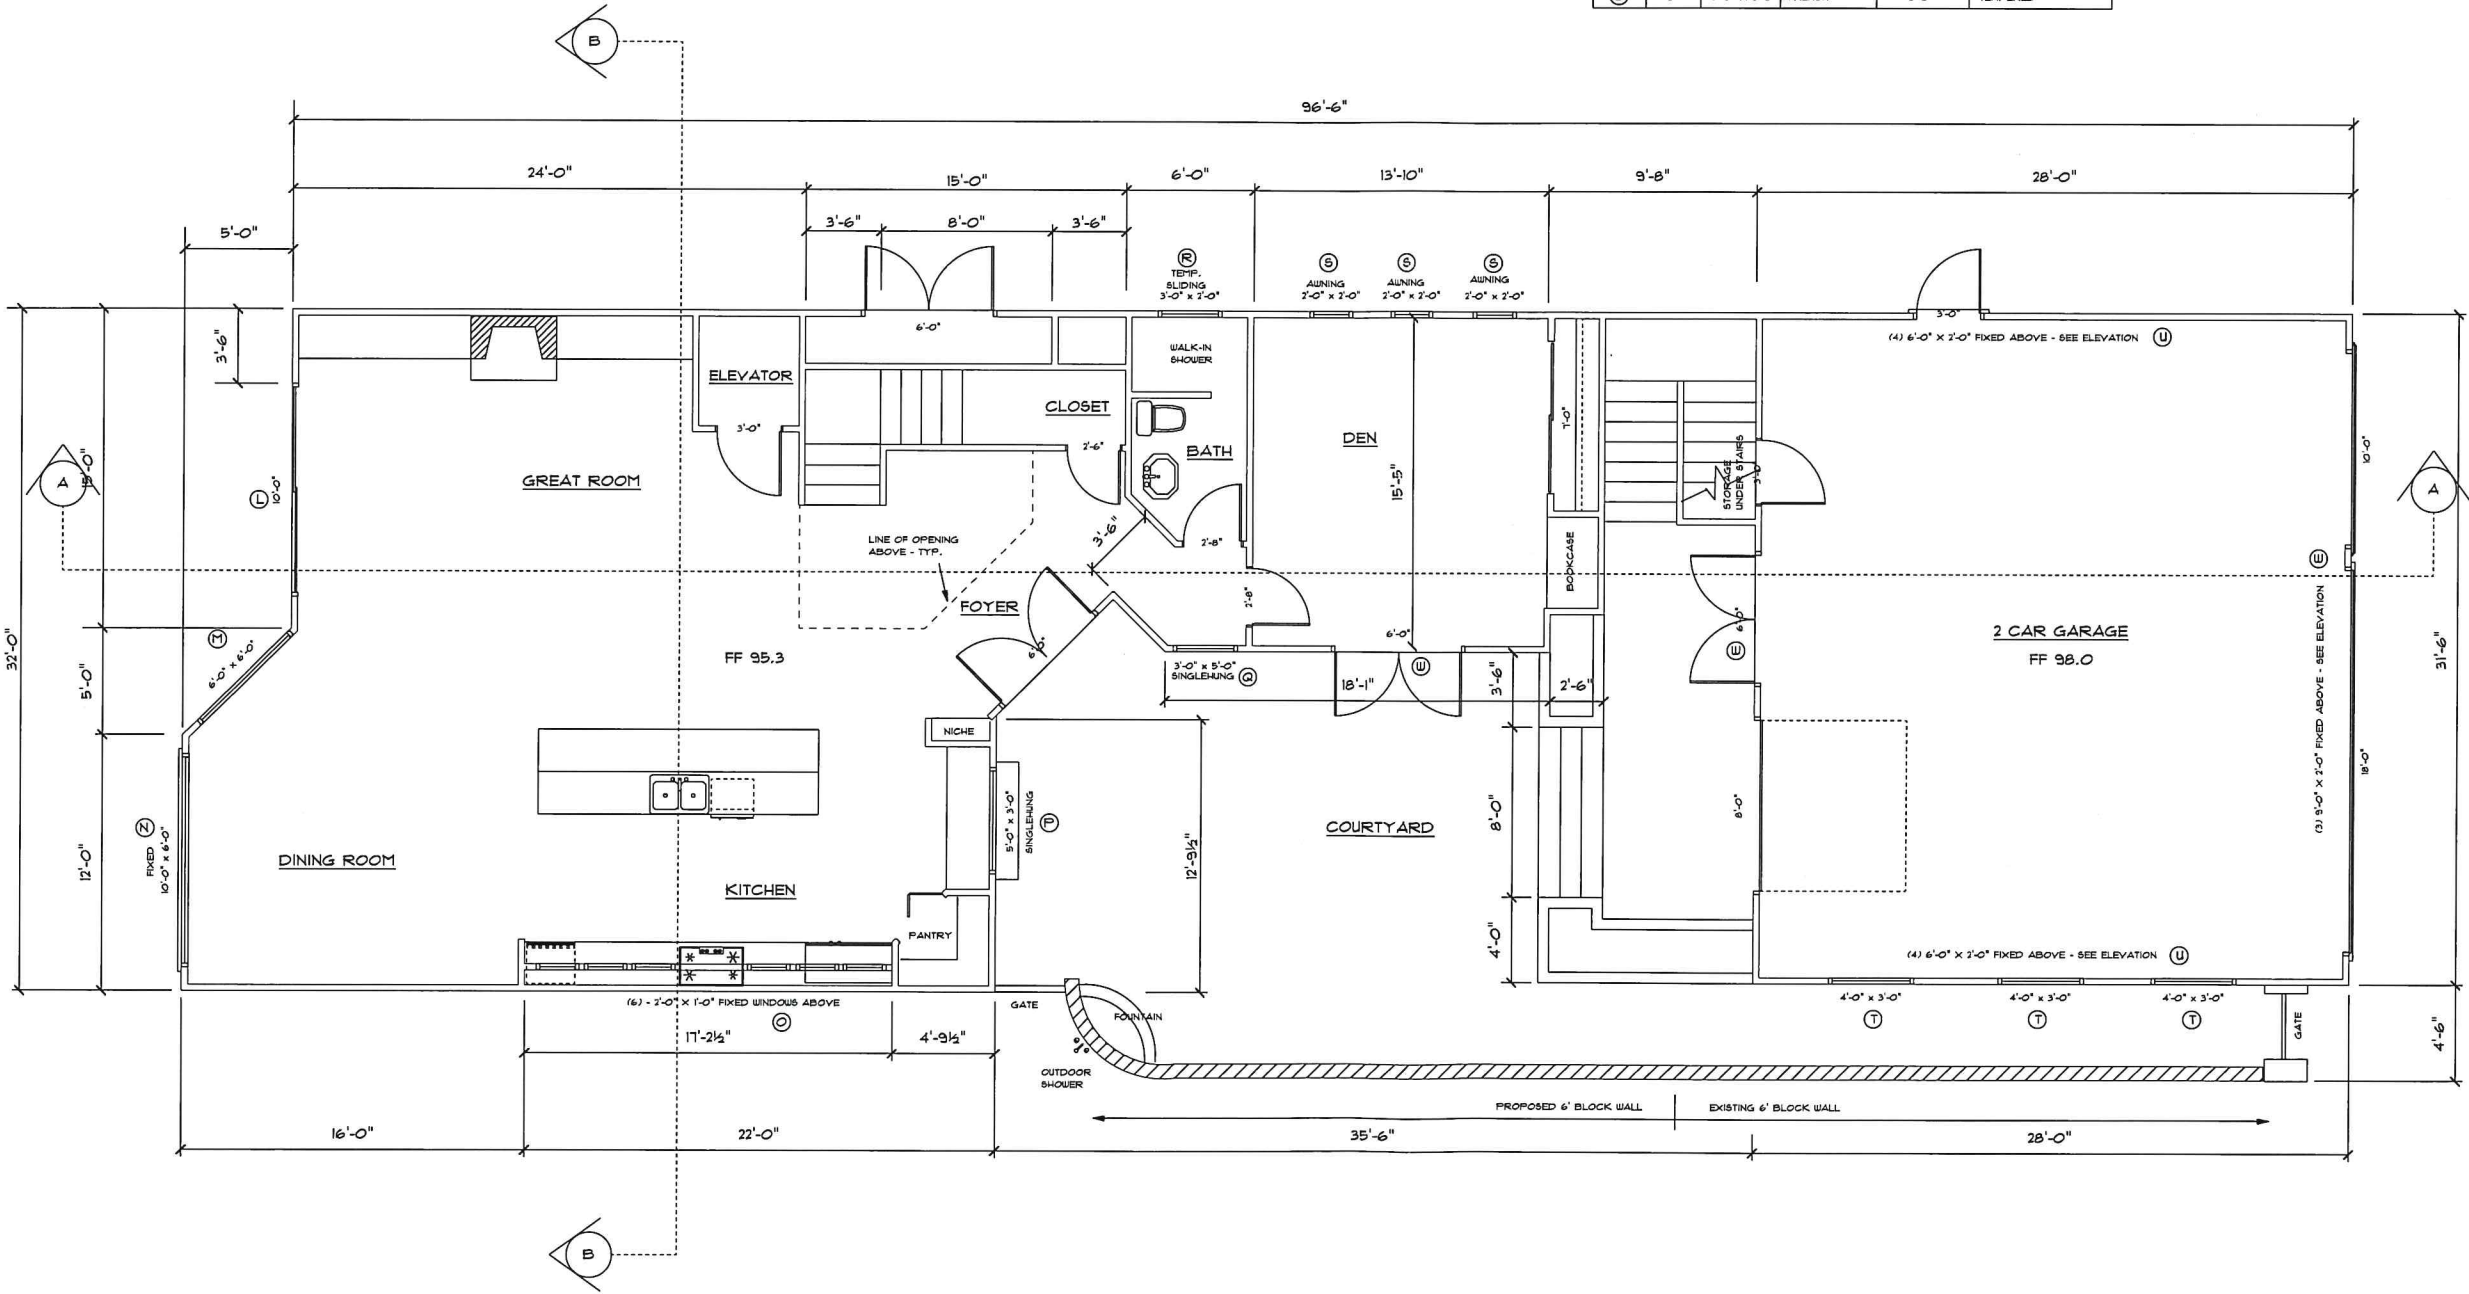 B
96'-6"
24'-0"
15'-0"
6'-0"
13'-10"
9'-8"
28'-0"
5'-0"
3'-6"
8'-0"
3'-6"
R
TEMP.
SLIDING
3'-0" x 2'-0"
S
AWNING
2'-0" x 2'-0"
S
AWNING
2'-0" x 2'-0"
S
AWNING
2'-0" x 2'-0"
6'-0"
3'-0"
(4) 6'-0" X 2'-0" FIXED ABOVE - SEE ELEVATION U
3'-6"
WALK-IN
SHOWER
ELEVATOR
3'-0"
CLOSET
2'-6"
BATH
DEN
7'-0"
15'-5"
STORAGE
UNDER STAIRS
3'-0"
10'-0"
A
15'-0"
L
10'-0"
GREAT ROOM
A
LINE OF OPENING
ABOVE - TYP.
3'-6"
2'-8"
BOOKCASE
W
FOYER
6'-0"
2'-8"
6'-0"
6'-0"
W
2 CAR GARAGE
FF 98.0
(3) 9'-0" X 2'-0" FIXED ABOVE - SEE ELEVATION
32'-0"
31'-6"
M
6'-0" x 6'-0"
FF 95.3
5'-0"
3'-0" x 5'-0"
SINGLEHUNG Q
18'-1"
W
3'-6"
2'-6"
NICHE
18'-0"
N
FIXED
10'-0" x 6'-0"
12'-0"
5'-0" x 3'-0"
SINGLEHUNG
P
12'-9½"
COURTYARD
8'-0"
8'-0"
DINING ROOM
KITCHEN
PANTRY
4'-0"
(4) 6'-0" X 2'-0" FIXED ABOVE - SEE ELEVATION U
(6) - 2'-0" X 1'-0" FIXED WINDOWS ABOVE
O
GATE
FOUNTAIN
4'-0" x 3'-0"
T
4'-0" x 3'-0"
T
4'-0" x 3'-0"
T
GATE
4'-6"
17'-2½"
4'-9½"
OUTDOOR
SHOWER
PROPOSED 6' BLOCK WALL
EXISTING 6' BLOCK WALL
16'-0"
22'-0"
35'-6"
28'-0"
B